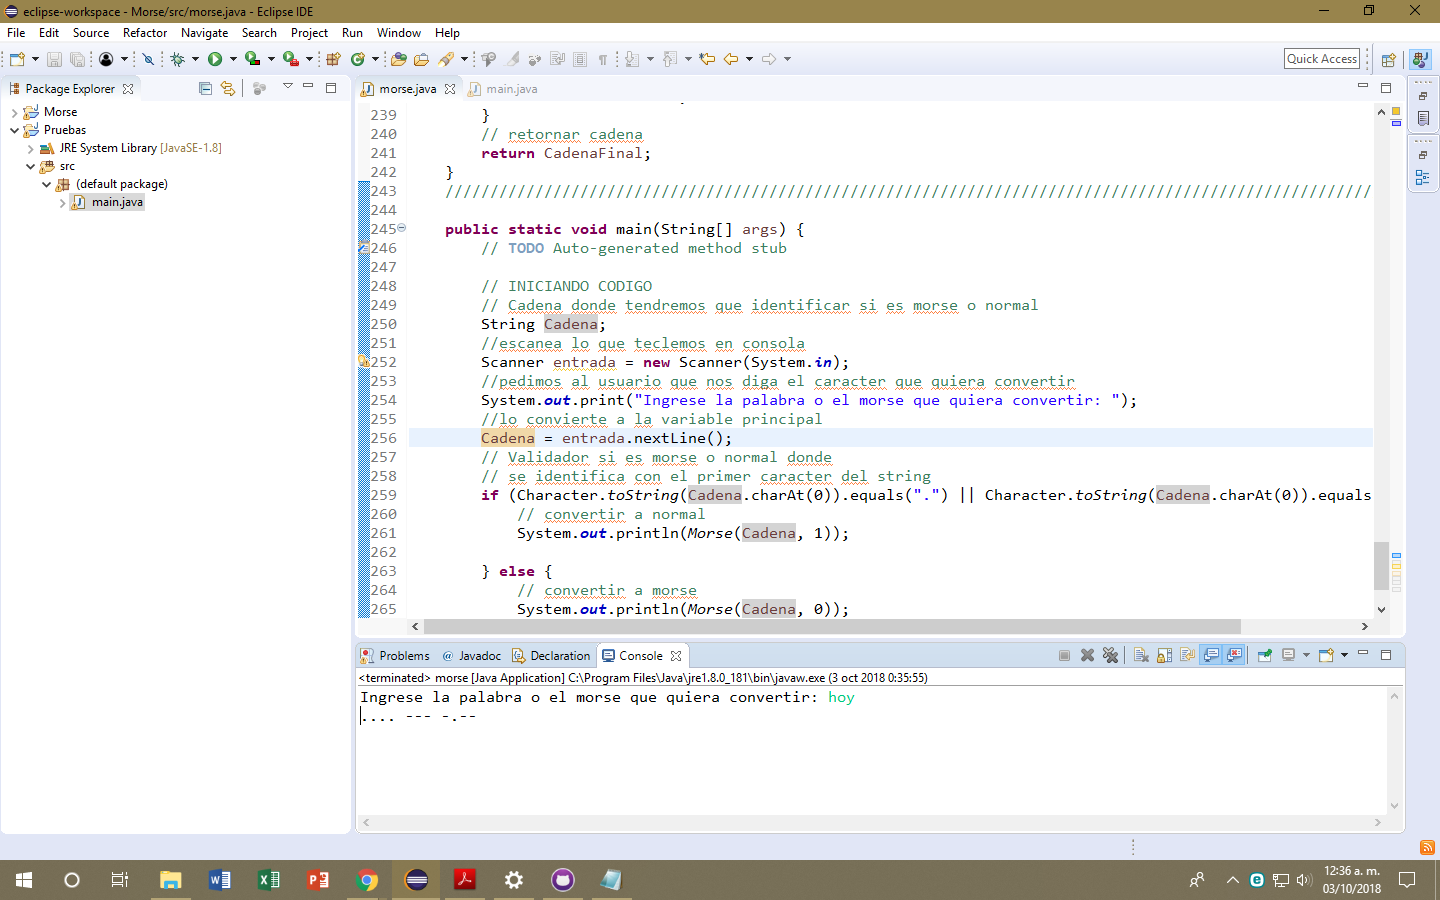 eclipse-workspace - Morse/src/morse.java - Eclipse IDE
File Edit Source Refactor Navigate Search Project Run Window Help
Quick Access
Package Explorer
morse.java
main.java
Morse
Pruebas
JRE System Library [JavaSE-1.8]
src
(default package)
main.java
239 }
240 // retornar cadena
241 return CadenaFinal;
242 }
243 ///////////////////////////////////////////////////////////////////////////////////////////////////////
244
245 public static void main(String[] args) {
246 // TODO Auto-generated method stub
247
248 // INICIANDO CODIGO
249 // Cadena donde tendremos que identificar si es morse o normal
250 String Cadena;
251 //escanea lo que teclemos en consola
252 Scanner entrada = new Scanner(System.in);
253 //pedimos al usuario que nos diga el caracter que quiera convertir
254 System.out.print("Ingrese la palabra o el morse que quiera convertir: ");
255 //lo convierte a la variable principal
256 Cadena = entrada.nextLine();
257 // Validador si es morse o normal donde
258 // se identifica con el primer caracter del string
259 if (Character.toString(Cadena.charAt(0)).equals(".") || Character.toString(Cadena.charAt(0)).equals
260 // convertir a normal
261 System.out.println(Morse(Cadena, 1));
262
263 } else {
264 // convertir a morse
265 System.out.println(Morse(Cadena, 0));
Problems @ Javadoc Declaration Console
<terminated> morse [Java Application] C:\Program Files\Java\jre1.8.0_181\bin\javaw.exe (3 oct 2018 0:35:55)
Ingrese la palabra o el morse que quiera convertir: hoy
.... --- -.--
12:36 a. m.
03/10/2018